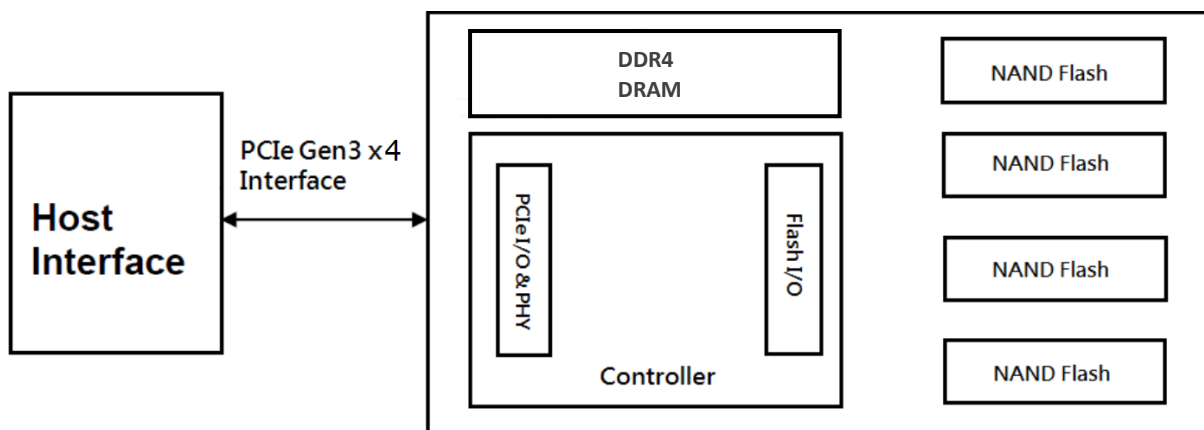 DDR4
DRAM
NAND Flash
PCIe Gen3 x4
Interface
NAND Flash
Host
Interface
PCIe I/O & PHY
Flash I/O
NAND Flash
Controller
NAND Flash